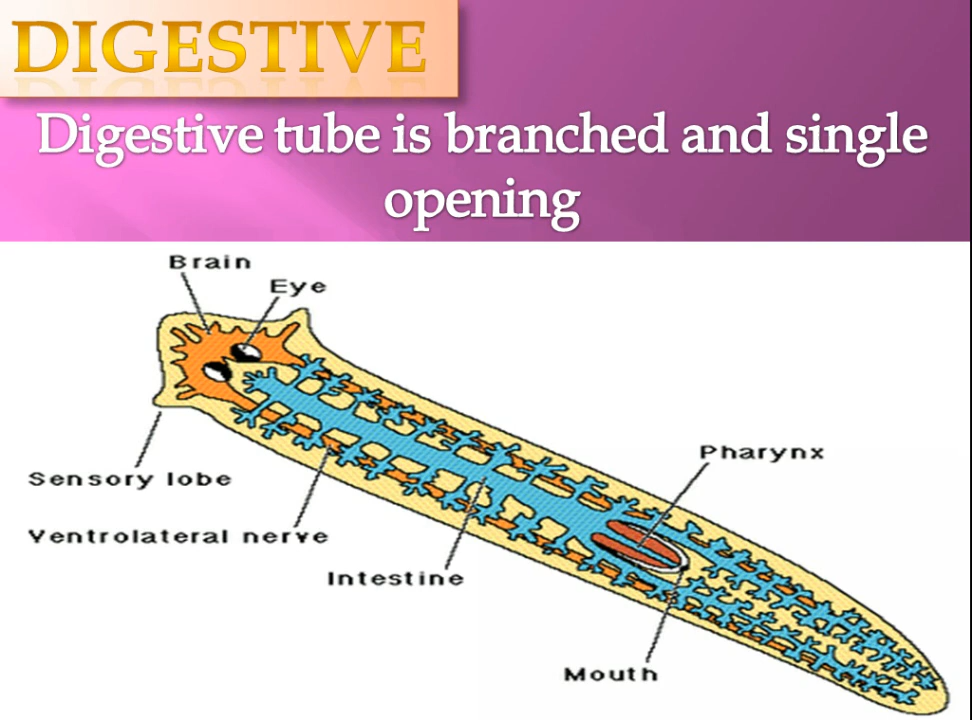 DIGESTIVE
Digestive tube is branched and single
opening
Brain
Eye
Pharynx
Sensory lobe
Ventrolateral nerve
Intestine
Mouth